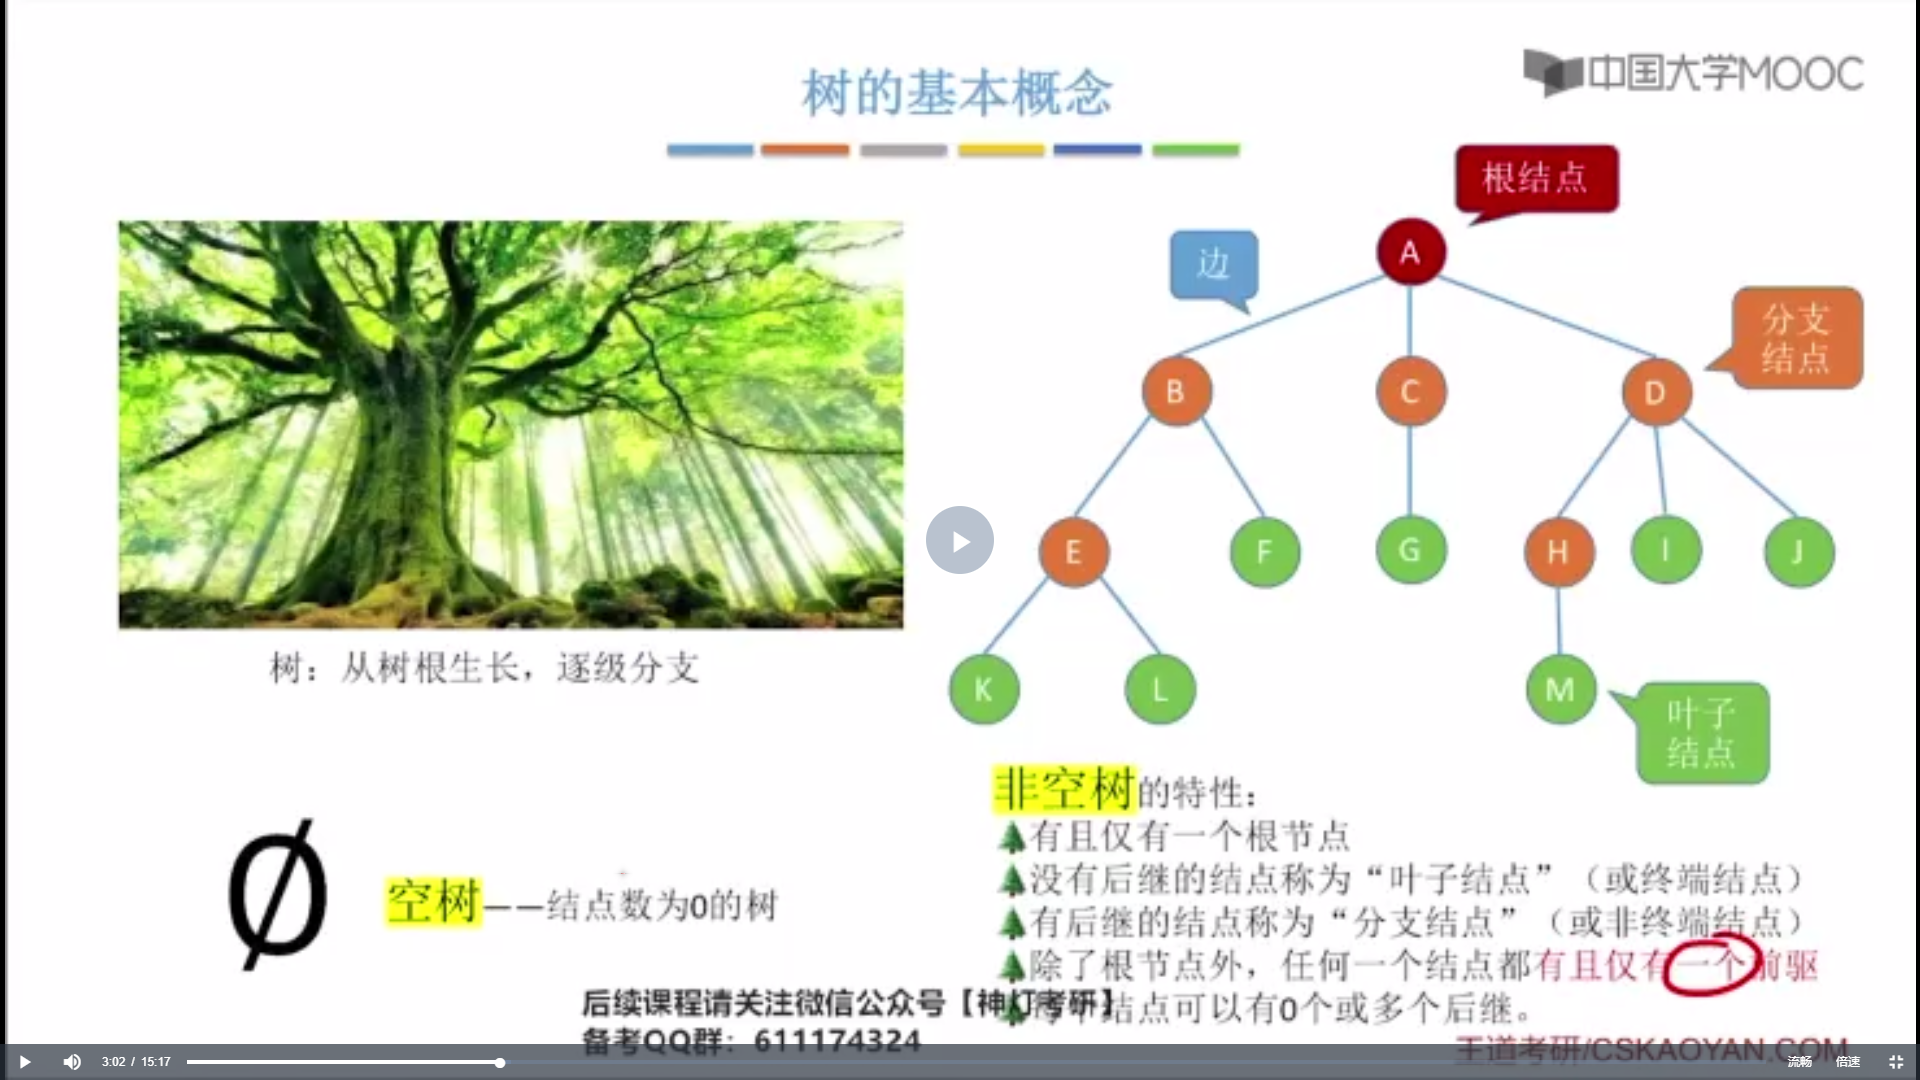 树的基本概念
中国大学MOOC
根结点
边
A
分支
结点
B
C
D
E
F
G
H
I
J
K
L
M
叶子
结点
树：从树根生长，逐级分支
Ø
空树——结点数为0的树
非空树的特性：
有且仅有一个根节点
没有后继的结点称为“叶子结点”（或终端结点）
有后继的结点称为“分支结点”（或非终端结点）
除了根节点外，任何一个结点都有且仅有一个前驱
结点可以有0个或多个后继。
后续课程请关注微信公众号【神灯考研】
备考QQ群：611174324
王道考研/CSKAOYAN.COM
3:02 / 15:17
流畅
倍速